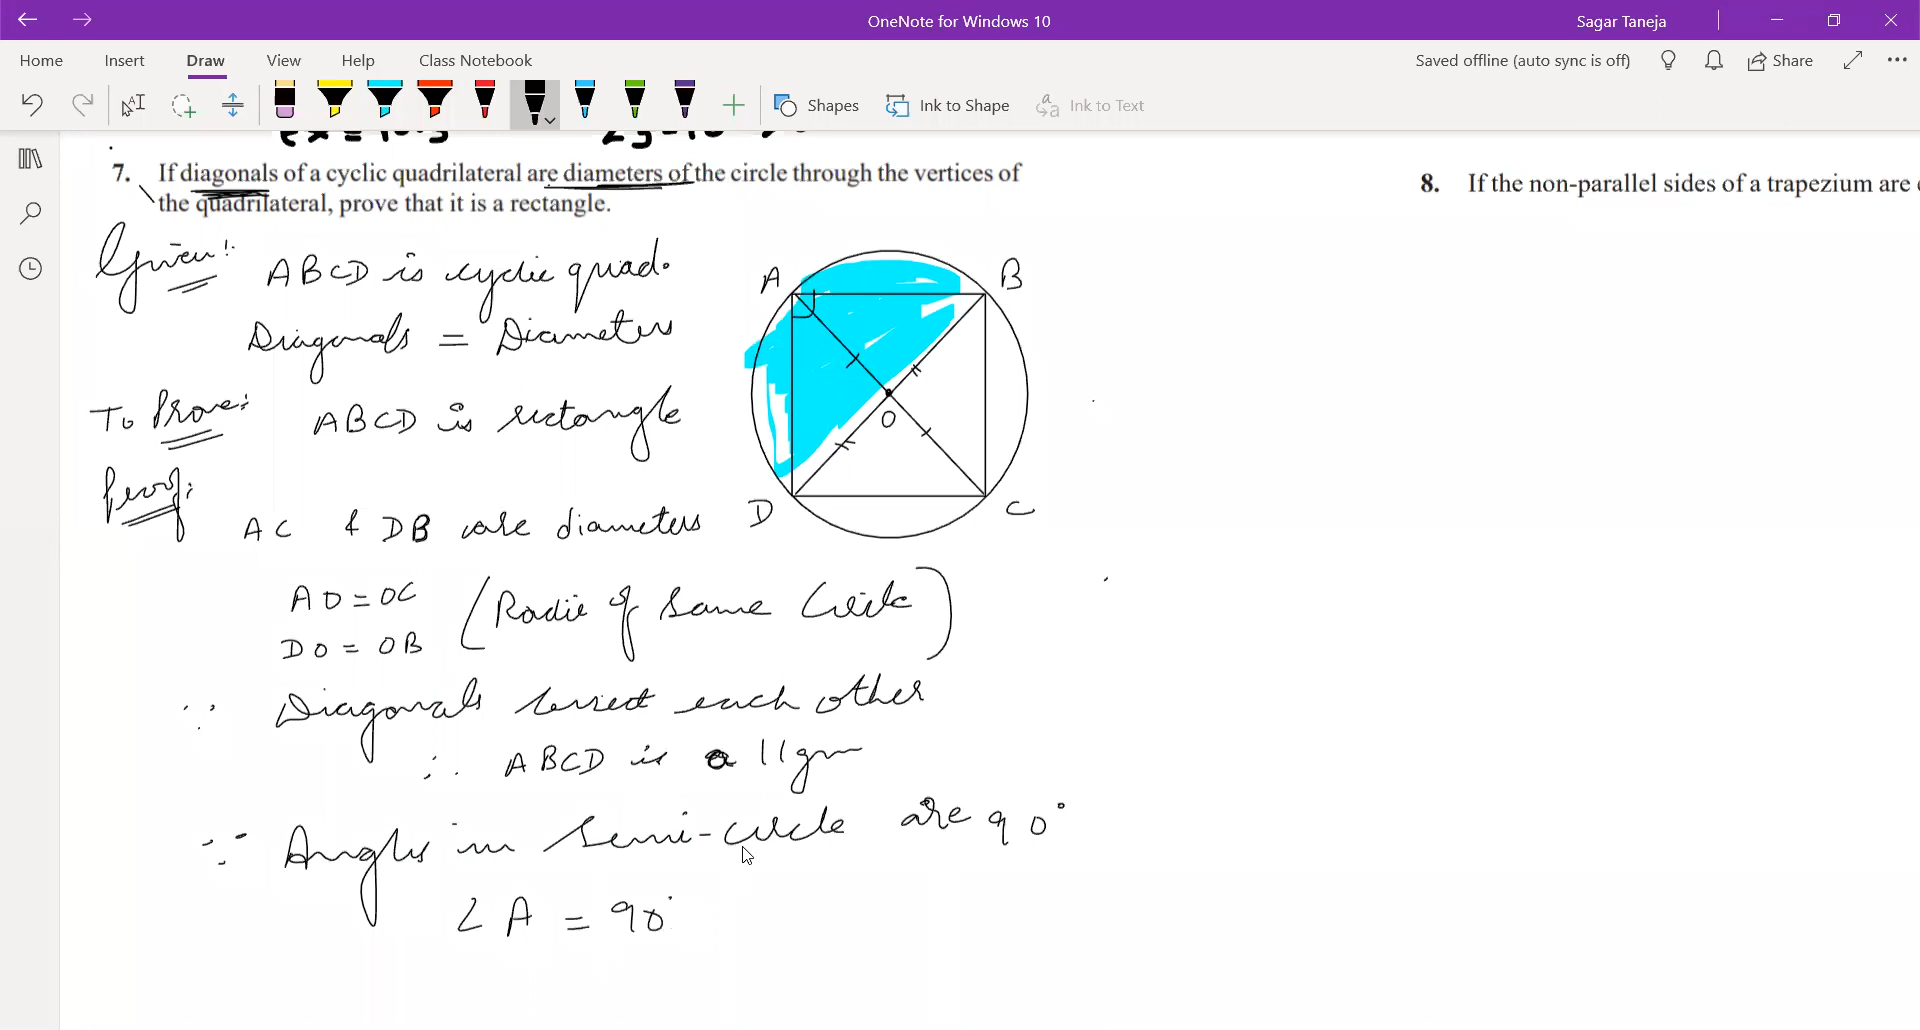 OneNote for Windows 10
Sagar Taneja
Home Insert Draw View Help Class Notebook
Saved offline (auto sync is off) Share
Shapes Ink to Shape Ink to Text
7. If diagonals of a cyclic quadrilateral are diameters of the circle through the vertices of
the quadrilateral, prove that it is a rectangle.
8. If the non-parallel sides of a trapezium are
Given: ABCD is cyclic quad.
Diagonals = Diameters
To Prove: ABCD is rectangle
Proof:
AC & DB are diameters
AO = OC
DO = OB (Radii of Same Circle)
∵ Diagonals bisect each other
∴ ABCD is a ||gm
∵ Angles in Semi-circle are 90°
∠A = 90°
A B
O
D C